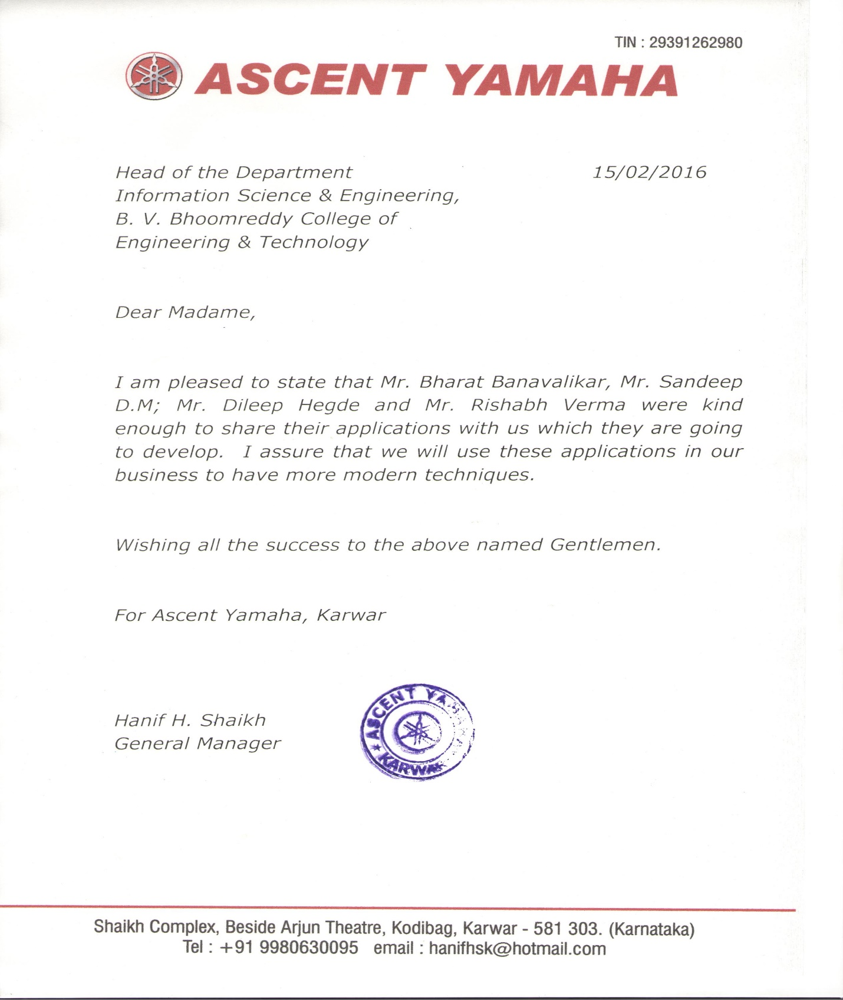 TIN : 29391262980
ASCENT YAMAHA
Head of the Department 15/02/2016
Information Science & Engineering,
B. V. Bhoomreddy College of
Engineering & Technology
Dear Madame,
I am pleased to state that Mr. Bharat Banavalikar, Mr. Sandeep
D.M; Mr. Dileep Hegde and Mr. Rishabh Verma were kind
enough to share their applications with us which they are going
to develop. I assure that we will use these applications in our
business to have more modern techniques.
Wishing all the success to the above named Gentlemen.
For Ascent Yamaha, Karwar
Hanif H. Shaikh
General Manager
ASCENT YAMAHA
KARWAR
Shaikh Complex, Beside Arjun Theatre, Kodibag, Karwar - 581 303. (Karnataka)
Tel : +91 9980630095 email : hanifhsk@hotmail.com